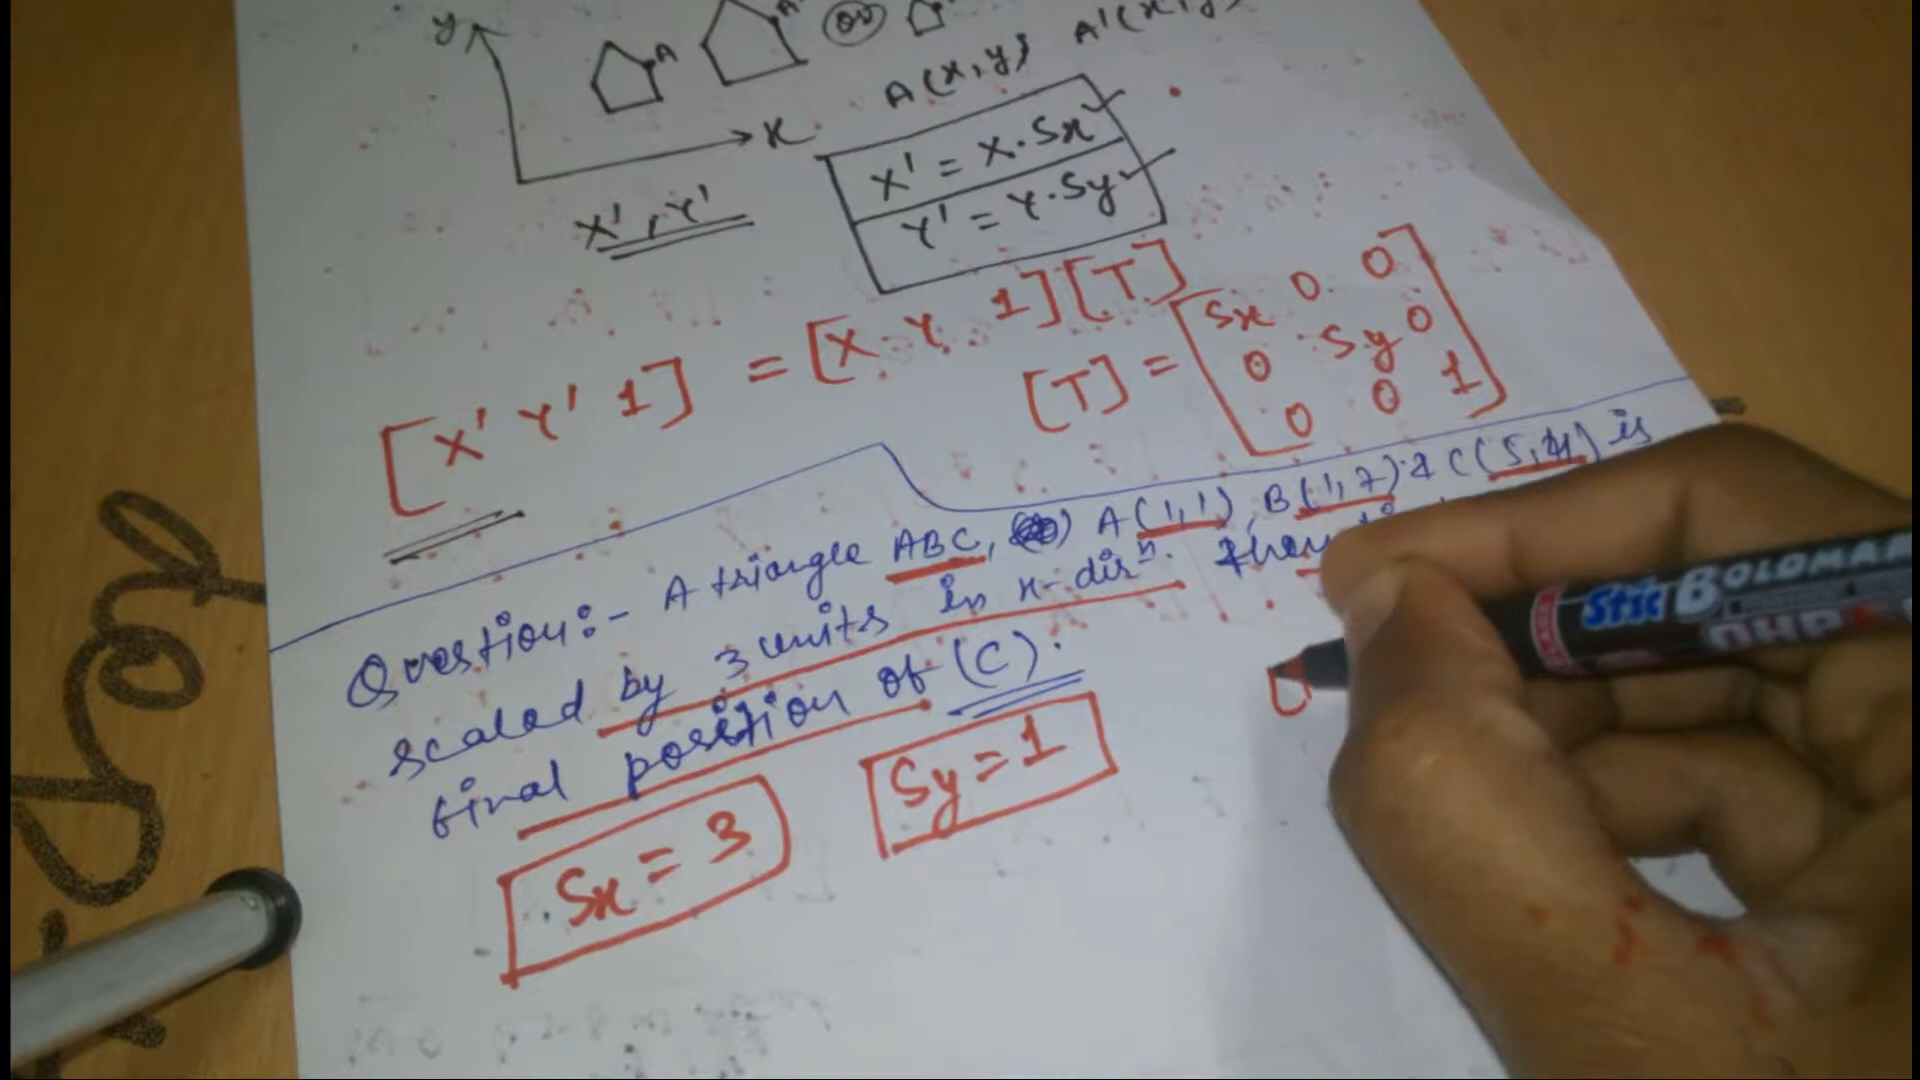 y
A
A
or
x
A(x,y)
A'(x,y
X' = X·Sx
Y' = Y·Sy
X', Y'
[X' Y' 1] = [X Y 1][T]
[T] = [Sx 0 0
0 Sy 0
0 0 1]
Question:- A triangle ABC, A(1,1), B(1,7) & C(5,4) is
scaled by 3 units in x-dirⁿ. then
final position of (C).
Sx = 3
Sy = 1
Stic BOLDMAR
OHP